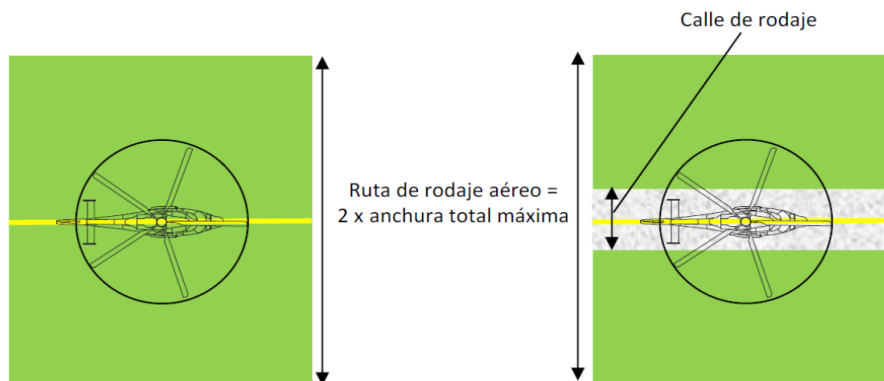 Calle de rodaje
Ruta de rodaje aéreo =
2 x anchura total máxima